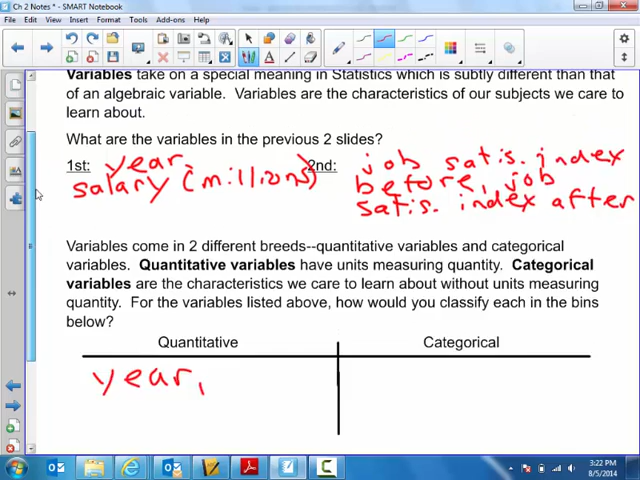 Ch 2 Notes * - SMART Notebook
File Edit View Insert Format Tools Add-ons Help
Variables take on a special meaning in Statistics which is subtly different than that
of an algebraic variable. Variables are the characteristics of our subjects we care to
learn about.
What are the variables in the previous 2 slides?
1st: year,
salary (millions)
2nd: job satis. index
before, job
satis. index after
Variables come in 2 different breeds--quantitative variables and categorical
variables. Quantitative variables have units measuring quantity. Categorical
variables are the characteristics we care to learn about without units measuring
quantity. For the variables listed above, how would you classify each in the bins
below?
Quantitative Categorical
year,
3:22 PM
8/5/2014